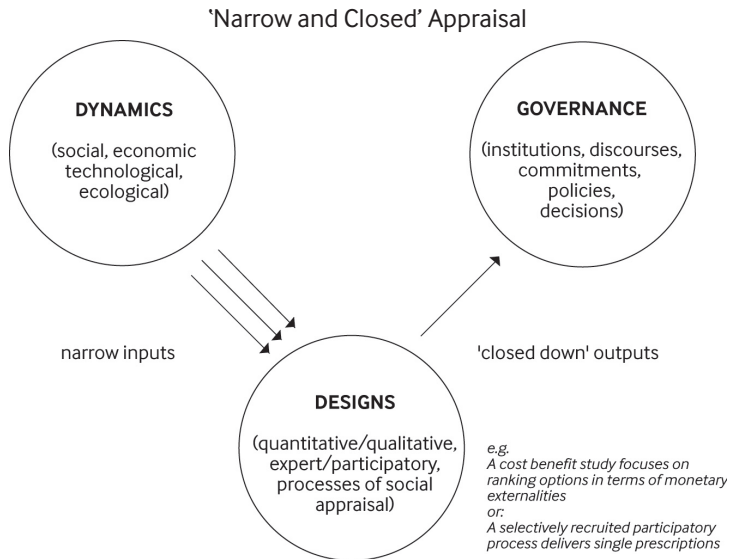 ‘Narrow and Closed’ Appraisal
DYNAMICS
(social, economic
technological,
ecological)
GOVERNANCE
(institutions, discourses,
commitments,
policies,
decisions)
narrow inputs
'closed down' outputs
DESIGNS
(quantitative/qualitative,
expert/participatory,
processes of social
appraisal)
e.g.
A cost benefit study focuses on
ranking options in terms of monetary
externalities
or:
A selectively recruited participatory
process delivers single prescriptions